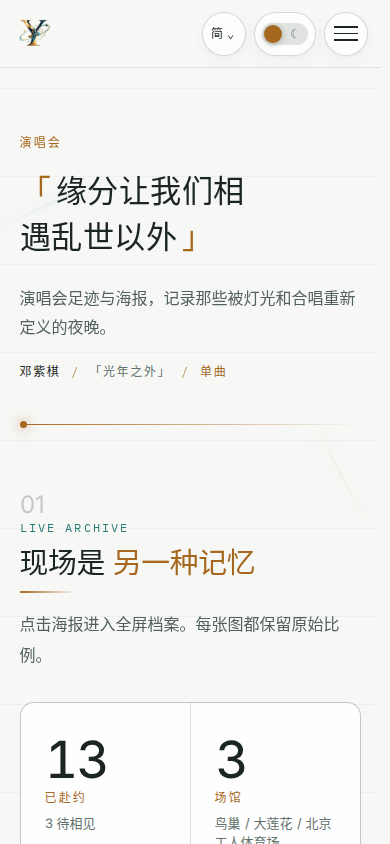 简
演唱会
「缘分让我们相
遇乱世以外」
演唱会足迹与海报，记录那些被灯光和合唱重新
定义的夜晚。
邓紫棋 / 「光年之外」 / 单曲
01
LIVE ARCHIVE
现场是 另一种记忆
点击海报进入全屏档案。每张图都保留原始比
例。
13
已赴约
3 待相见
3
场馆
鸟巢 / 大莲花 / 北京
工人体育场